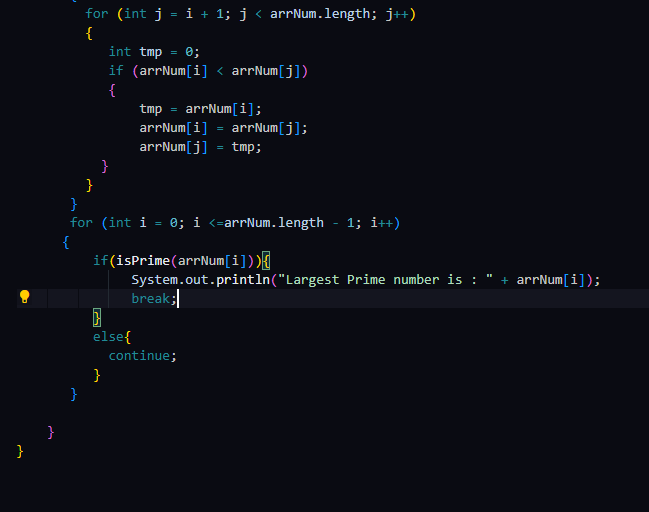 for (int j = i + 1; j < arrNum.length; j++)
{
int tmp = 0;
if (arrNum[i] < arrNum[j])
{
tmp = arrNum[i];
arrNum[i] = arrNum[j];
arrNum[j] = tmp;
}
}
}
for (int i = 0; i <=arrNum.length - 1; i++)
{
if(isPrime(arrNum[i])){
System.out.println("Largest Prime number is : " + arrNum[i]);
break;
}
else{
continue;
}
}
}
}